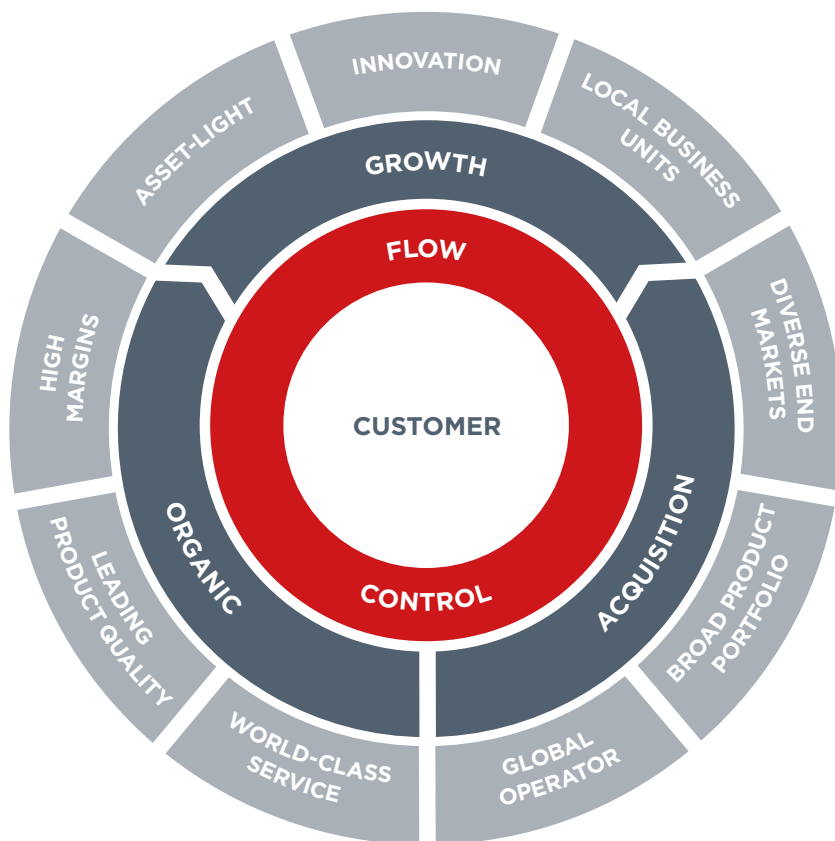 INNOVATION
LOCAL BUSINESS
UNITS
DIVERSE END
MARKETS
BROAD PRODUCT
PORTFOLIO
GLOBAL
OPERATOR
WORLD-CLASS
SERVICE
LEADING
PRODUCT QUALITY
HIGH
MARGINS
ASSET-LIGHT
GROWTH
ACQUISITION
ORGANIC
FLOW
CONTROL
CUSTOMER